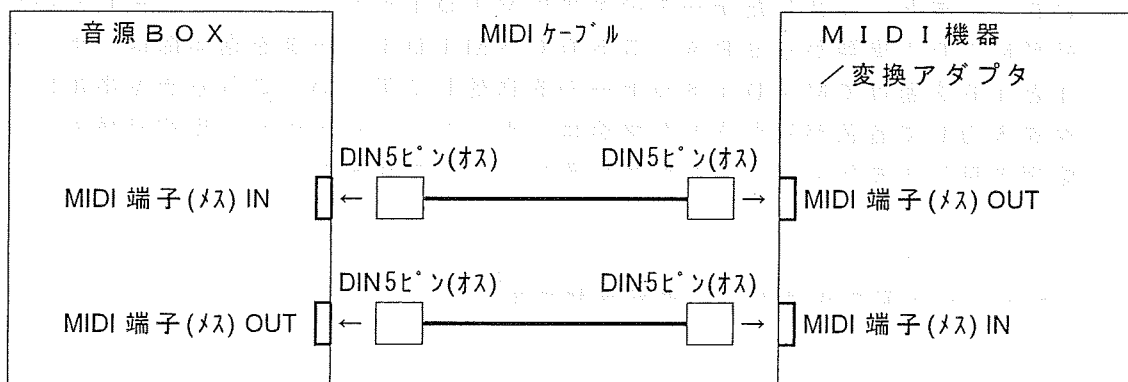 音源ＢＯＸ
MIDIｹｰﾌﾞﾙ
ＭＩＤＩ機器
／変換アダプタ
DIN5ﾋﾟﾝ(ｵｽ)
DIN5ﾋﾟﾝ(ｵｽ)
MIDI 端子(ﾒｽ) IN
←
→
MIDI 端子(ﾒｽ) OUT
DIN5ﾋﾟﾝ(ｵｽ)
DIN5ﾋﾟﾝ(ｵｽ)
MIDI 端子(ﾒｽ) OUT
←
→
MIDI 端子(ﾒｽ) IN